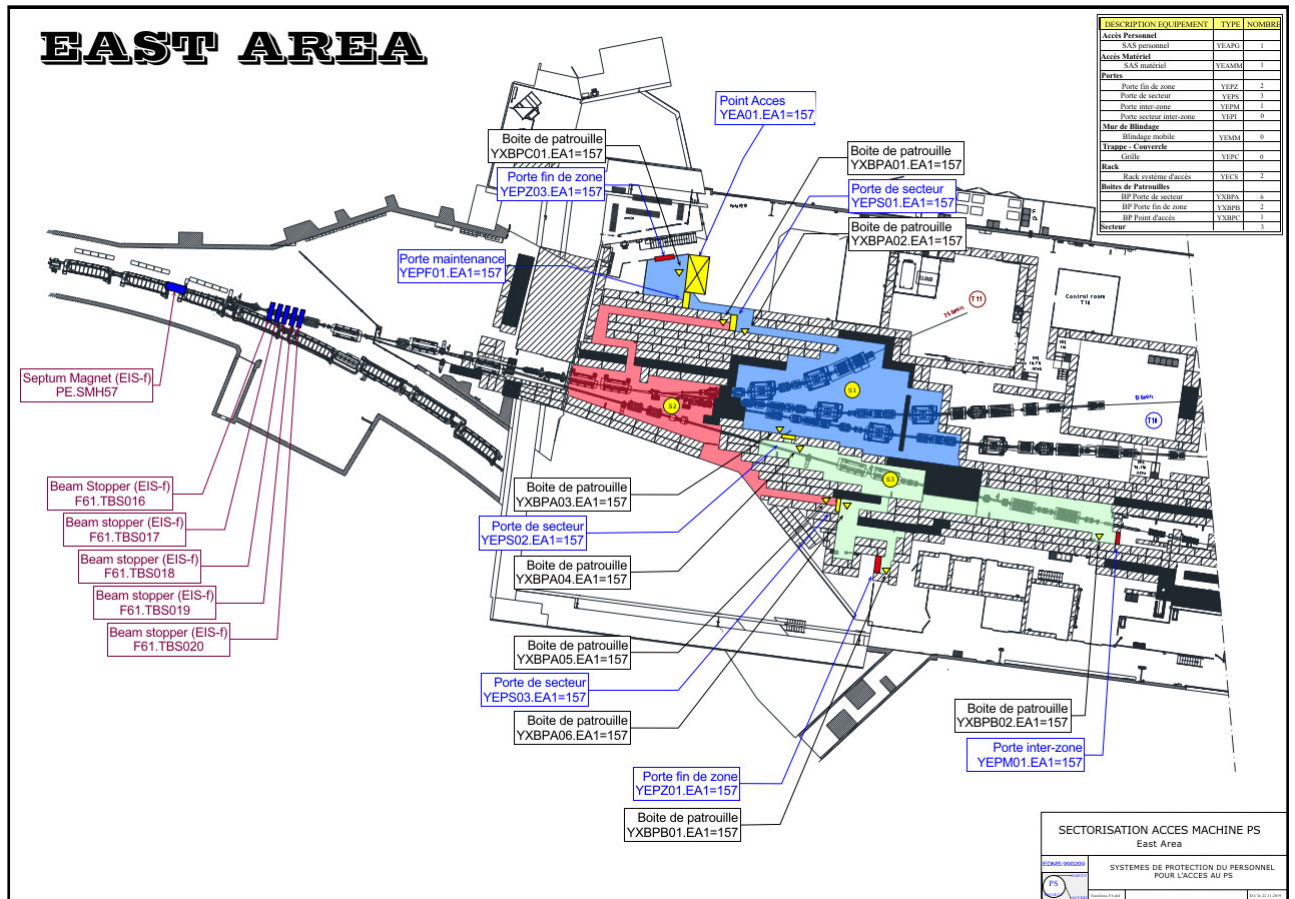 EAST AREA
DESCRIPTION EQUIPEMENT TYPE NOMBRE
Accès Personnel
SAS personnel YEAPG 1
Accès Matériel
SAS matériel YEAMM 1
Portes
Porte fin de zone YEPZ 2
Porte de secteur YEPS 3
Porte inter-zone YEPM 1
Porte secteur inter-zone YEPI 0
Mur de Blindage
Blindage mobile YEMM 0
Trappe - Couvercle
Grille YEPC 0
Rack
Rack système d'accès YECS 2
Boites de Patrouilles
BP Porte de secteur YXBPA 6
BP Porte fin de zone YXBPB 2
BP Point d'accès YXBPC 1
Secteur 3
Point Acces
YEA01.EA1=157
Boite de patrouille
YXBPC01.EA1=157
Porte fin de zone
YEPZ03.EA1=157
Boite de patrouille
YXBPA01.EA1=157
Porte de secteur
YEPS01.EA1=157
Boite de patrouille
YXBPA02.EA1=157
Porte maintenance
YEPF01.EA1=157
T11
Control room
T10
S1
S2
S3
Septum Magnet (EIS-f)
PE.SMH57
Beam Stopper (EIS-f)
F61.TBS016
Beam stopper (EIS-f)
F61.TBS017
Beam stopper (EIS-f)
F61.TBS018
Beam stopper (EIS-f)
F61.TBS019
Beam stopper (EIS-f)
F61.TBS020
Boite de patrouille
YXBPA03.EA1=157
Porte de secteur
YEPS02.EA1=157
Boite de patrouille
YXBPA04.EA1=157
Boite de patrouille
YXBPA05.EA1=157
Porte de secteur
YEPS03.EA1=157
Boite de patrouille
YXBPA06.EA1=157
Boite de patrouille
YXBPB02.EA1=157
Porte inter-zone
YEPM01.EA1=157
Porte fin de zone
YEPZ01.EA1=157
Boite de patrouille
YXBPB01.EA1=157
SECTORISATION ACCES MACHINE PS
East Area
EDMS:990209
SYSTEMES DE PROTECTION DU PERSONNEL
POUR L'ACCES AU PS
PS